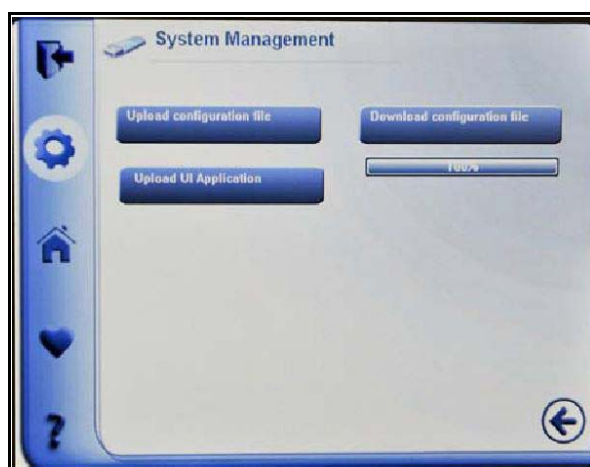 System Management
Upload configuration file
Download configuration file
100%
Upload UI Application
?